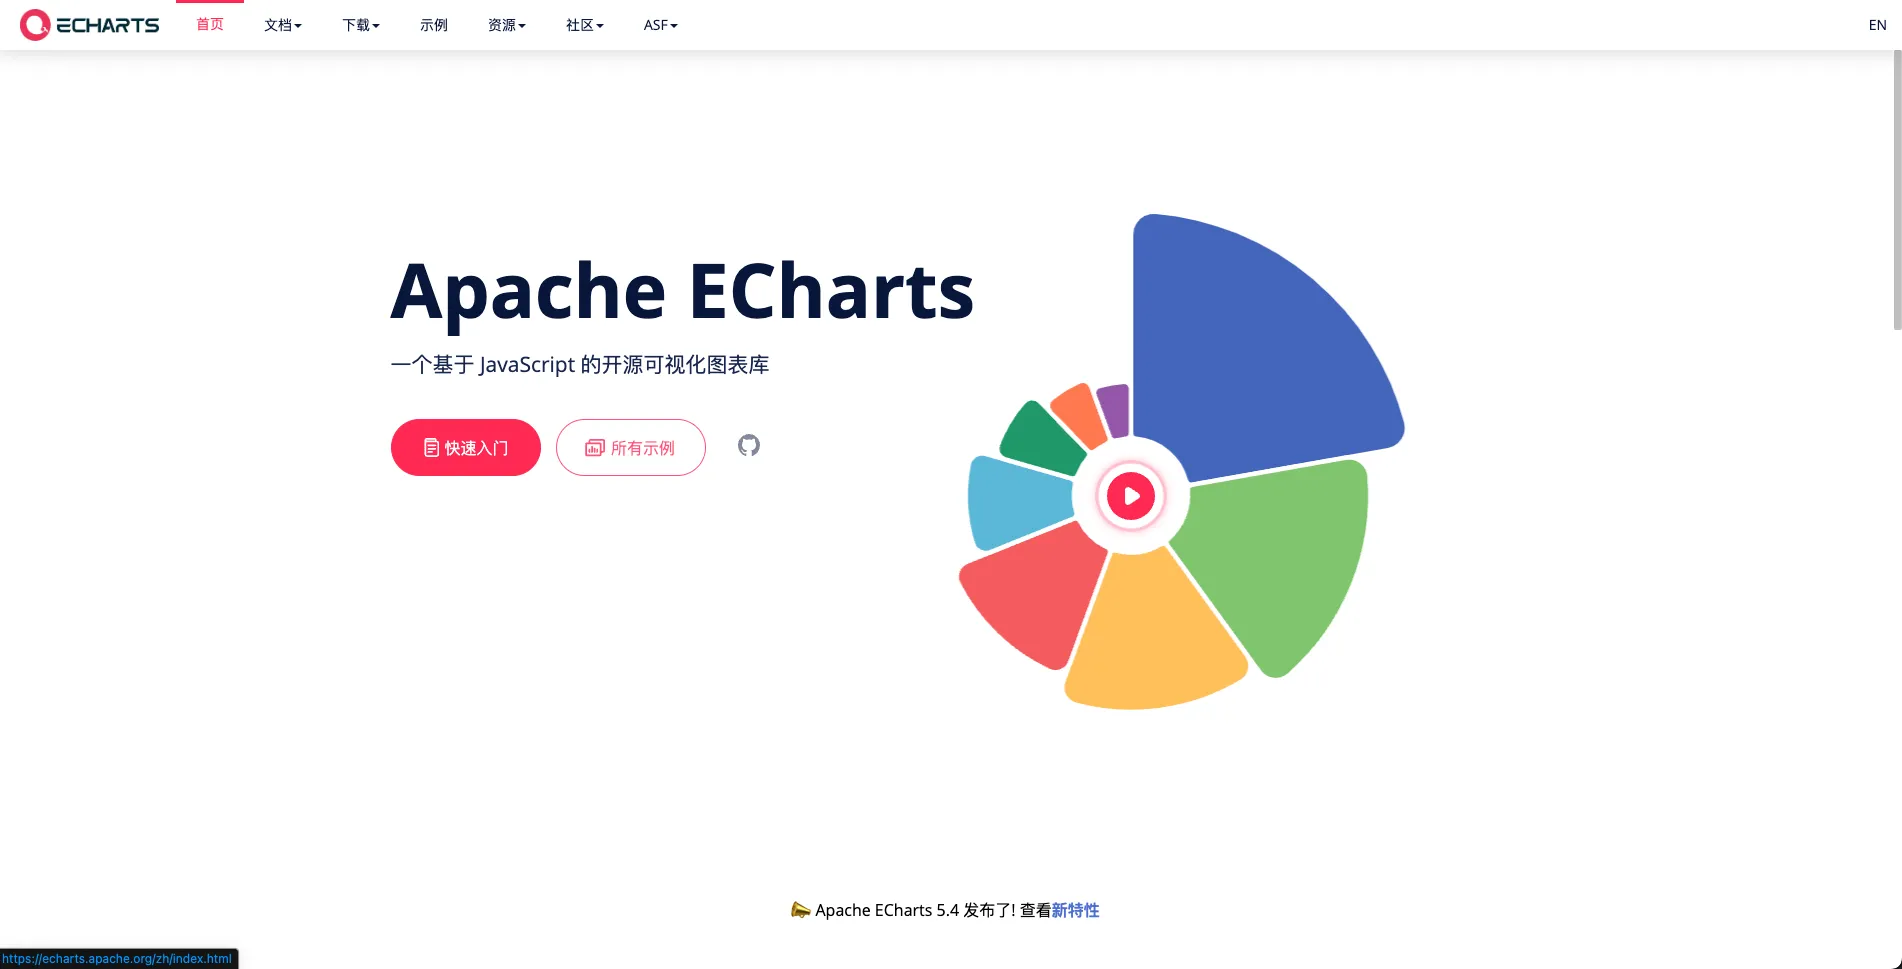 ECHARTS 首页 文档 下载 示例 资源 社区 ASF EN
Apache ECharts
一个基于 JavaScript 的开源可视化图表库
快速入门 所有示例
Apache ECharts 5.4 发布了! 查看新特性
https://echarts.apache.org/zh/index.html